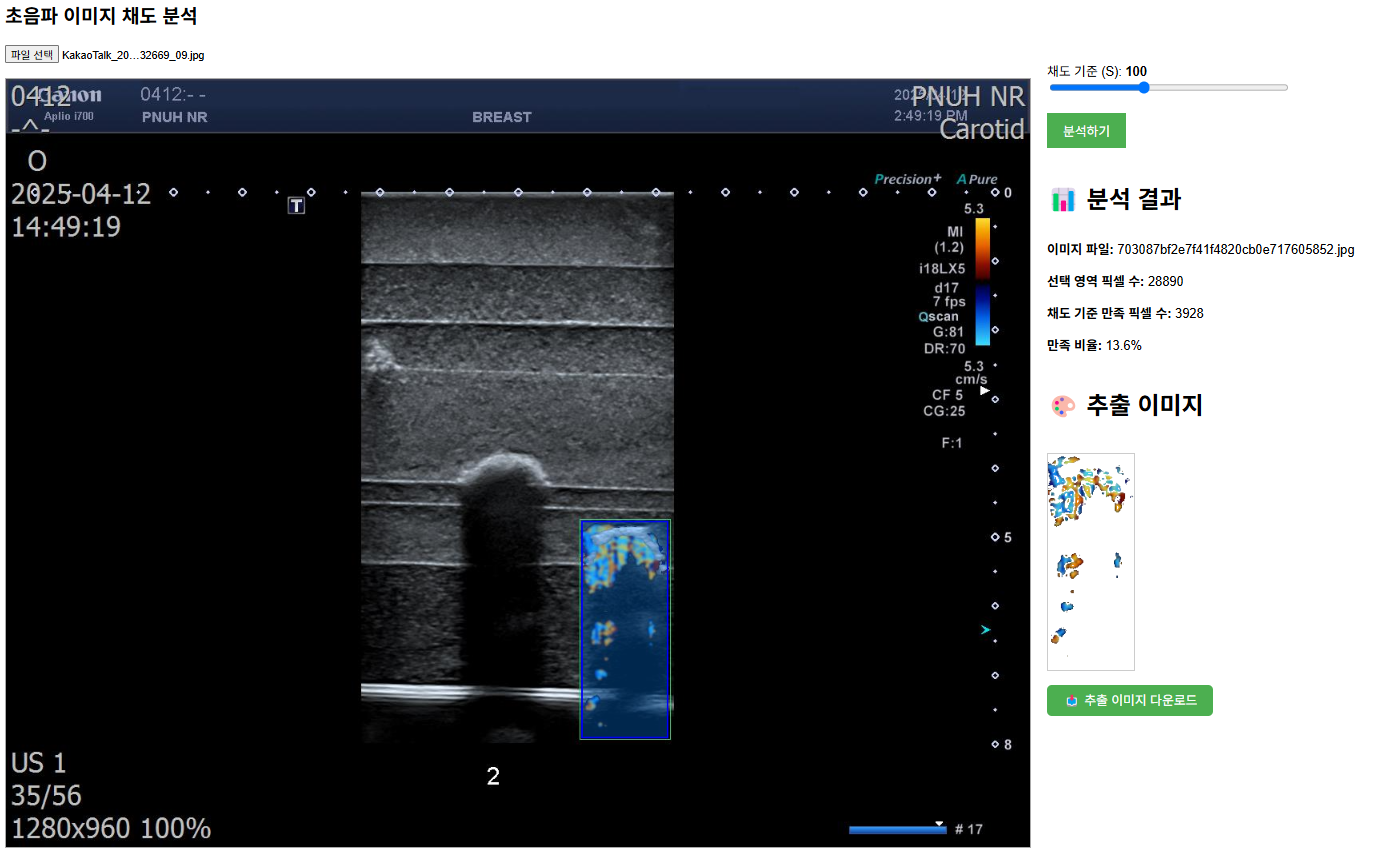 초음파 이미지 채도 분석
파일 선택 KakaoTalk_20…32669_09.jpg
0412
Canon
0412:- -
PNUH NR
-^-
Aplio i700
PNUH NR
BREAST
2:49:19 PM
Carotid
O
2025-04-12
14:49:19
T
Precision+ A Pure
0
5.3
MI
(1.2)
i18LX5
d17
7 fps
Qscan
G:81
DR:70
5.3
cm/s
CF 5
CG:25
F:1
5
8
US 1
35/56
1280x960 100%
2
# 17
채도 기준 (S): 100
분석하기
분석 결과
이미지 파일: 703087bf2e7f41f4820cb0e717605852.jpg
선택 영역 픽셀 수: 28890
채도 기준 만족 픽셀 수: 3928
만족 비율: 13.6%
추출 이미지
추출 이미지 다운로드